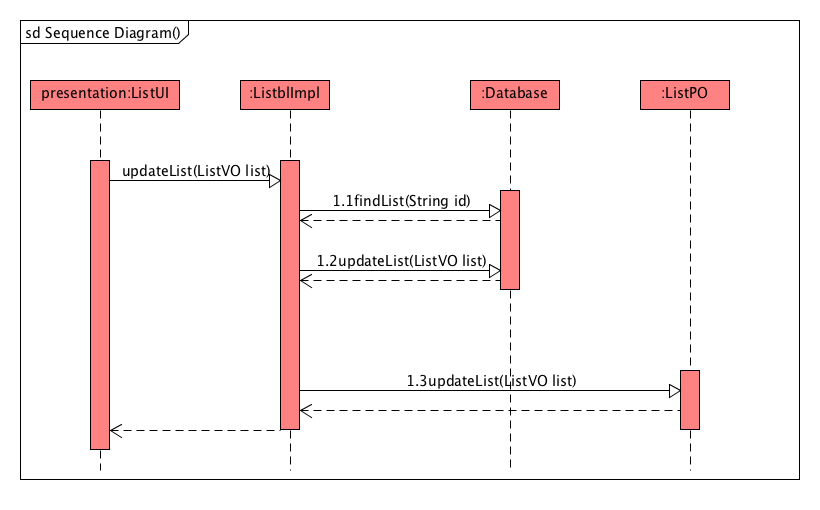 sd Sequence Diagram()
presentation:ListUI
:ListblImpl
:Database
:ListPO
updateList(ListVO list)
1.1findList(String id)
1.2updateList(ListVO list)
1.3updateList(ListVO list)